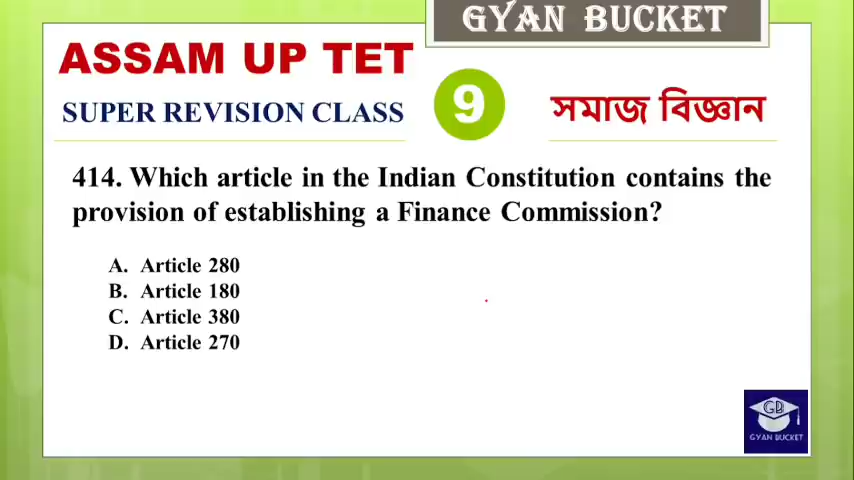 GYAN BUCKET
ASSAM UP TET
SUPER REVISION CLASS
9
সমাজ বিজ্ঞান
414. Which article in the Indian Constitution contains the
provision of establishing a Finance Commission?
A. Article 280
B. Article 180
C. Article 380
D. Article 270
GB
GYAN BUCKET